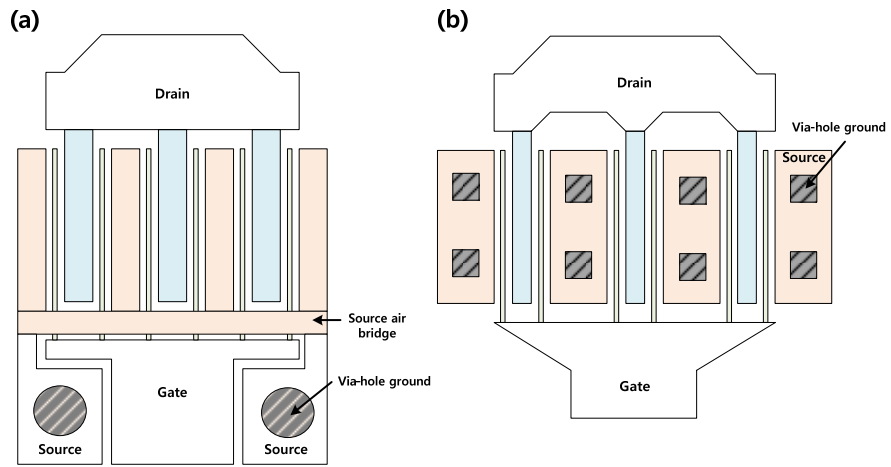 (a)
Drain
Source air
bridge
Gate
Via-hole ground
Source
Source
(b)
Drain
Via-hole ground
Source
Gate